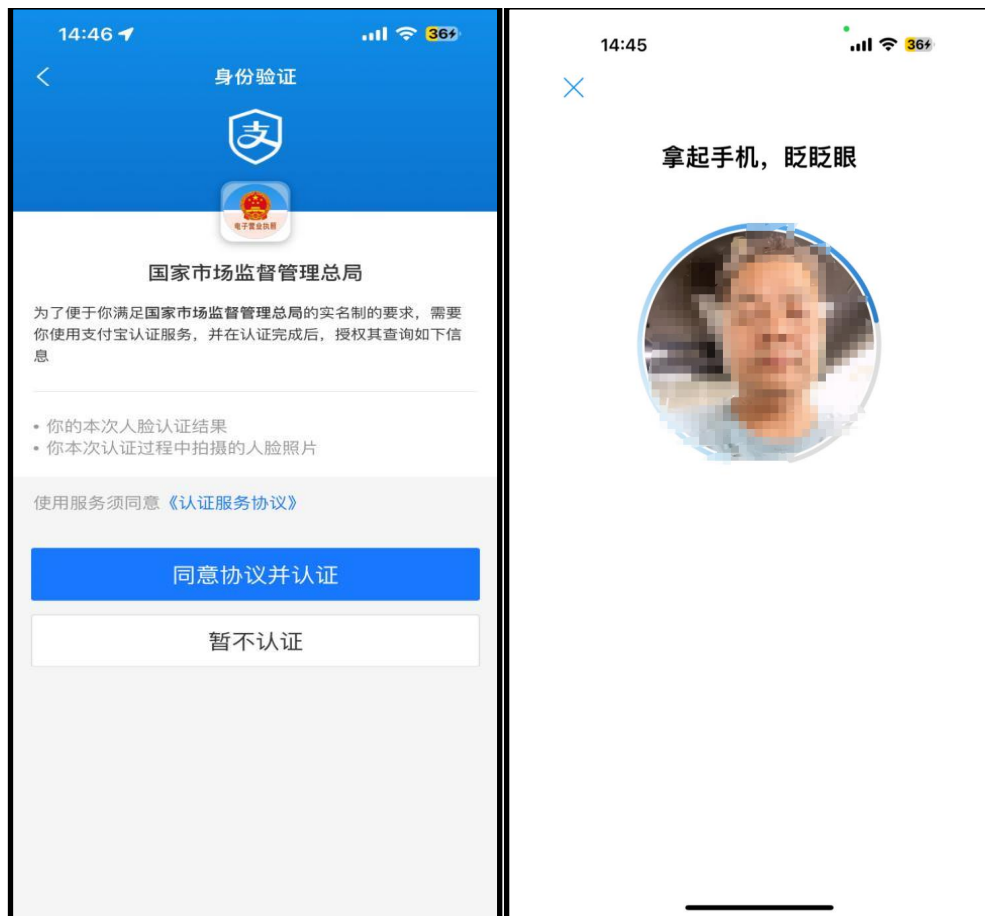 14:46
36
身份验证
支
电子营业执照
国家市场监督管理总局
为了便于你满足国家市场监督管理总局的实名制的要求，需要
你使用支付宝认证服务，并在认证完成后，授权其查询如下信
息
• 你的本次人脸认证结果
• 你本次认证过程中拍摄的人脸照片
使用服务须同意《认证服务协议》
同意协议并认证
暂不认证
14:45
36
拿起手机，眨眨眼